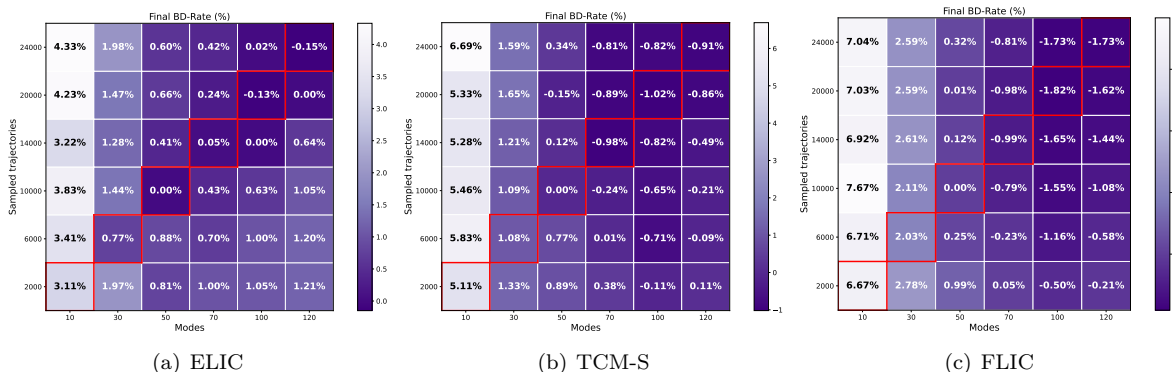 Final BD-Rate (%)
Sampled trajectories
24000 4.33% 1.98% 0.60% 0.42% 0.02% -0.15%
20000 4.23% 1.47% 0.66% 0.24% -0.13% 0.00%
14000 3.22% 1.28% 0.41% 0.05% 0.00% 0.64%
10000 3.83% 1.44% 0.00% 0.43% 0.63% 1.05%
6000 3.41% 0.77% 0.88% 0.70% 1.00% 1.20%
2000 3.11% 1.97% 0.81% 1.00% 1.05% 1.21%
10 30 50 70 100 120
Modes
4.0
3.5
3.0
2.5
2.0
1.5
1.0
0.5
0.0
(a) ELIC
Final BD-Rate (%)
Sampled trajectories
24000 6.69% 1.59% 0.34% -0.81% -0.82% -0.91%
20000 5.33% 1.65% -0.15% -0.89% -1.02% -0.86%
14000 5.28% 1.21% 0.12% -0.98% -0.82% -0.49%
10000 5.46% 1.09% 0.00% -0.24% -0.65% -0.21%
6000 5.83% 1.08% 0.77% 0.01% -0.71% -0.09%
2000 5.11% 1.33% 0.89% 0.38% -0.11% 0.11%
10 30 50 70 100 120
Modes
6
5
4
3
2
1
0
-1
(b) TCM-S
Final BD-Rate (%)
Sampled trajectories
24000 7.04% 2.59% 0.32% -0.81% -1.73% -1.73%
20000 7.03% 2.59% 0.01% -0.98% -1.82% -1.62%
14000 6.92% 2.61% 0.12% -0.99% -1.65% -1.44%
10000 7.67% 2.11% 0.00% -0.79% -1.55% -1.08%
6000 6.71% 2.03% 0.25% -0.23% -1.16% -0.58%
2000 6.67% 2.78% 0.99% 0.05% -0.50% -0.21%
10 30 50 70 100 120
Modes
(c) FLIC